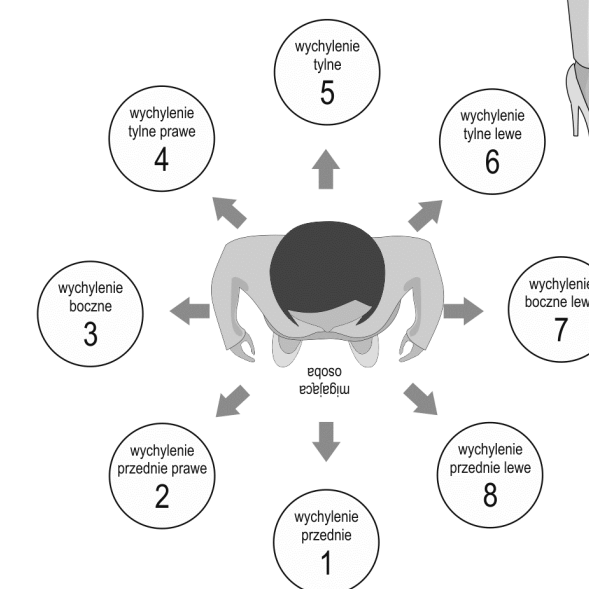 wychylenie
tylne
5
wychylenie
tylne prawe
4
wychylenie
tylne lewe
6
wychylenie
boczne
3
wychylenie
boczne lew
7
migająca
osoba
wychylenie
przednie prawe
2
wychylenie
przednie lewe
8
wychylenie
przednie
1